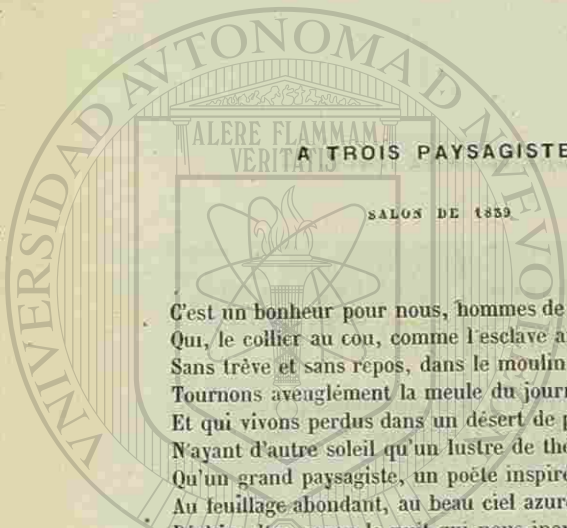 ALERE FLAMMAM
VERITATIS
A TROIS PAYSAGISTE
SALON DE 1839
C'est un bonheur pour nous, hommes de
Qui, le collier au cou, comme l'esclave a
Sans trêve et sans repos, dans le moulin
Tournons aveuglément la meule du jour
Et qui vivons perdus dans un désert de
N'ayant d'autre soleil qu'un lustre de
Qu'un grand paysagiste, un poëte inspiré
Au feuillage abondant, au beau ciel azur